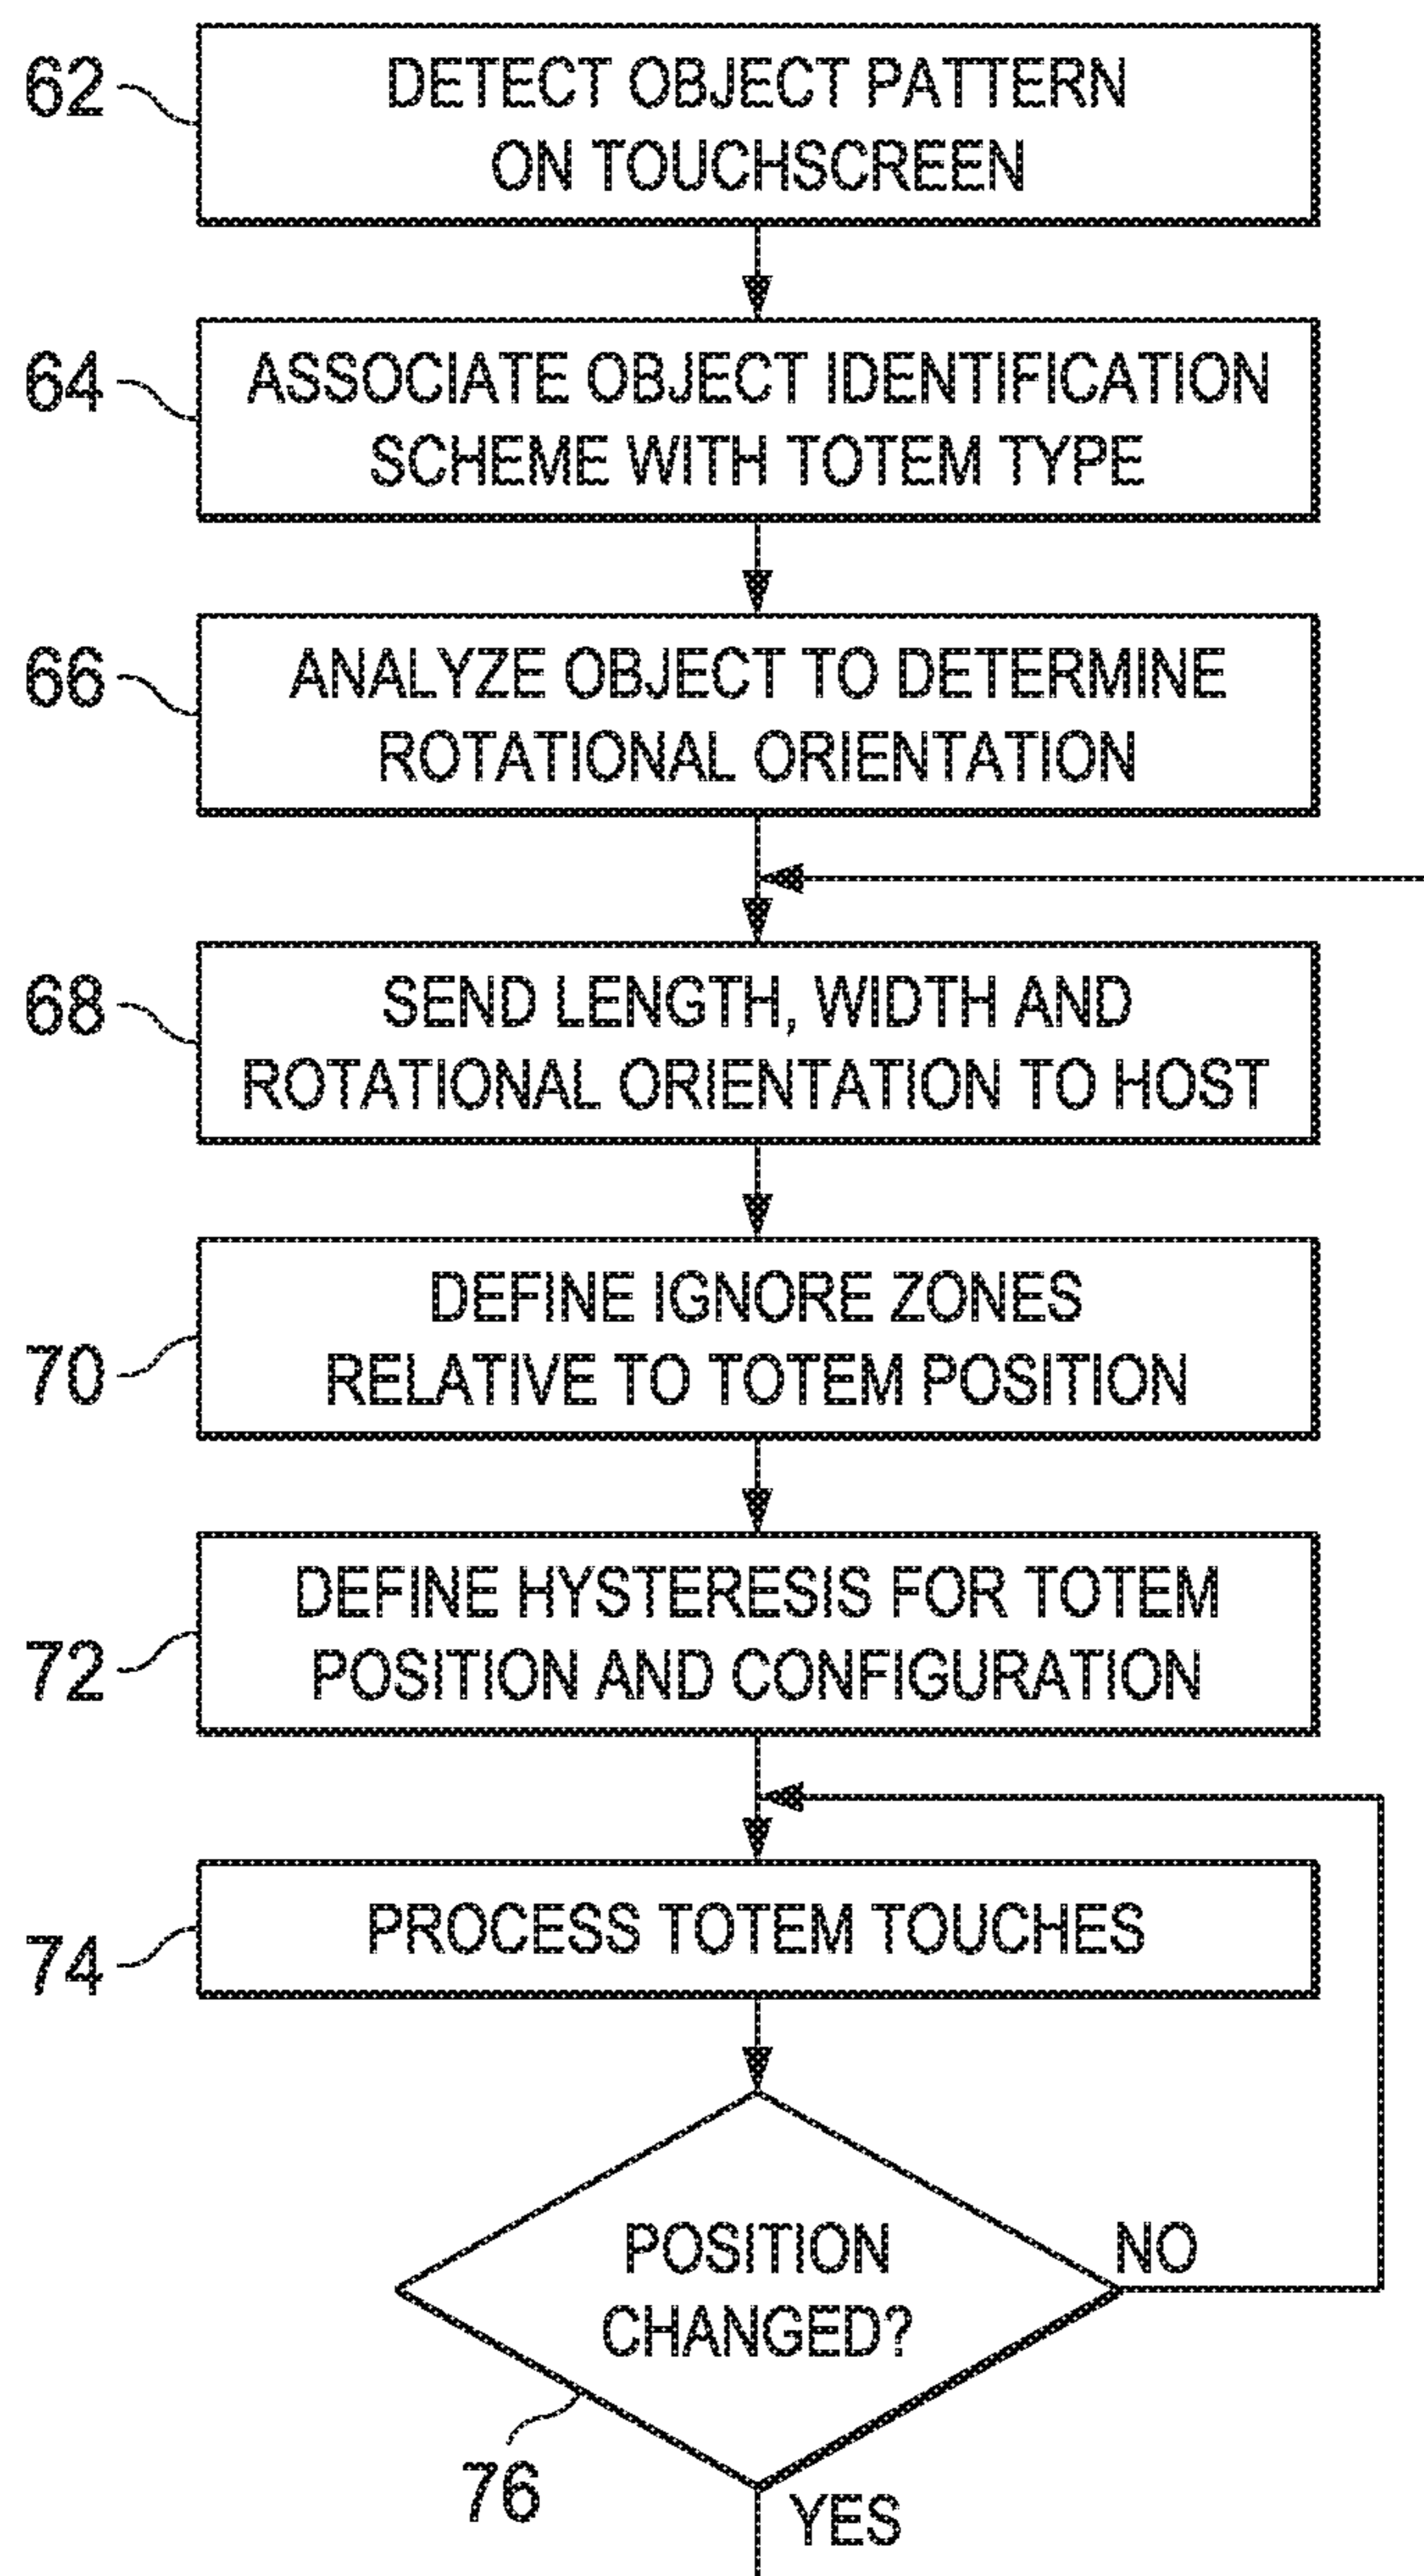 62
DETECT OBJECT PATTERN
ON TOUCHSCREEN
64
ASSOCIATE OBJECT IDENTIFICATION
SCHEME WITH TOTEM TYPE
66
ANALYZE OBJECT TO DETERMINE
ROTATIONAL ORIENTATION
68
SEND LENGTH, WIDTH AND
ROTATIONAL ORIENTATION TO HOST
70
DEFINE IGNORE ZONES
RELATIVE TO TOTEM POSITION
72
DEFINE HYSTERESIS FOR TOTEM
POSITION AND CONFIGURATION
74
PROCESS TOTEM TOUCHES
POSITION
CHANGED?
NO
76
YES